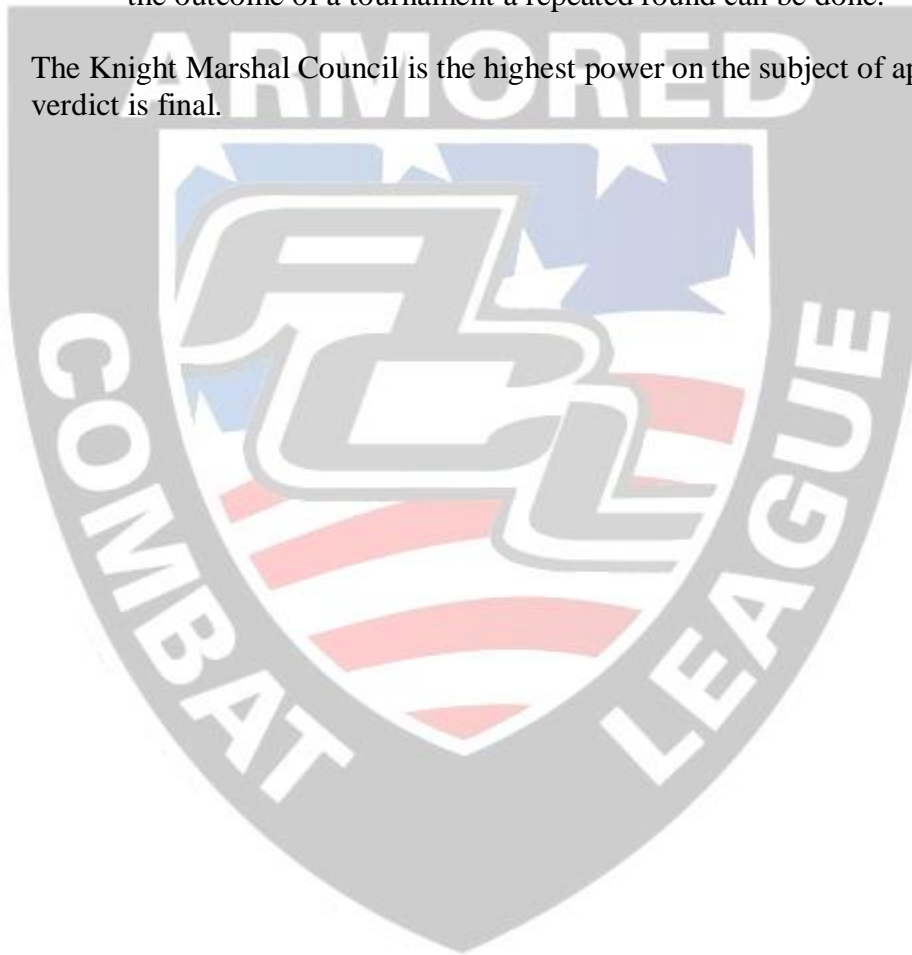 the outcome of a tournament a repeated round can be done.
The Knight Marshal Council is the highest power on the subject of
verdict is final.
ARMORED
ACL
COMBAT
LEAGUE